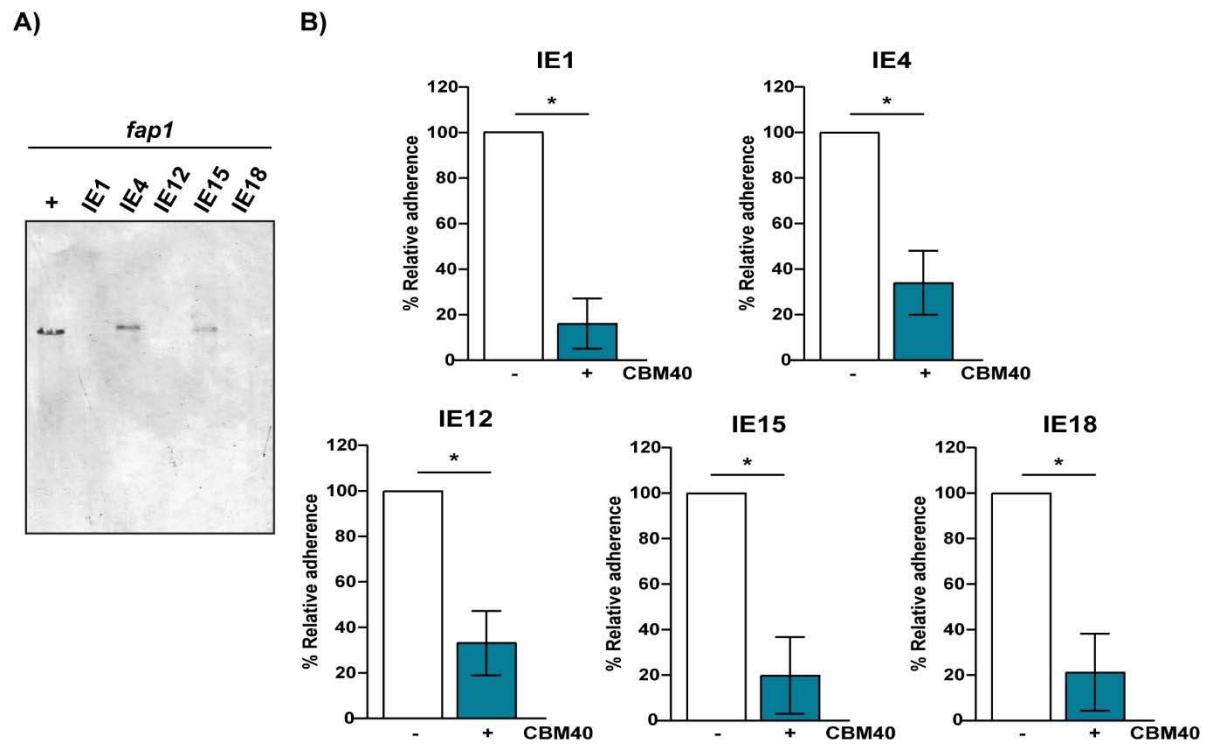 A)
fap1
+ IE1 IE4 IE12 IE15 IE18
B)
IE1
% Relative adherence
120
100
80
60
40
20
0
*
- + CBM40
IE4
% Relative adherence
120
100
80
60
40
20
0
*
- + CBM40
IE12
% Relative adherence
120
100
80
60
40
20
0
*
- + CBM40
IE15
% Relative adherence
120
100
80
60
40
20
0
*
- + CBM40
IE18
% Relative adherence
120
100
80
60
40
20
0
*
- + CBM40